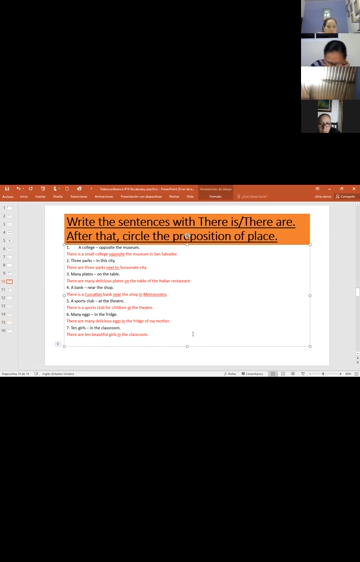 Write the sentences with There is/There are.
After that, circle the preposition of place.
1. A college – opposite the museum.
There is a small college opposite the museum in San Salvador
2. Three parks – in this city.
There are three parks next to Sonsonate city.
3. Many plates – on the table.
There are many delicious plates on the table of the Italian restaurant.
4. A bank – near the shop.
There is a Cuscatlan bank near the shop in Metrocentro.
5. A sports club – at the theatre.
There is a sports club for children at the theatre.
6. Many eggs – in the fridge.
There are many delicious eggs in the fridge of my mother.
7. Ten girls – in the classroom.
There are ten beautiful girls in the classroom.